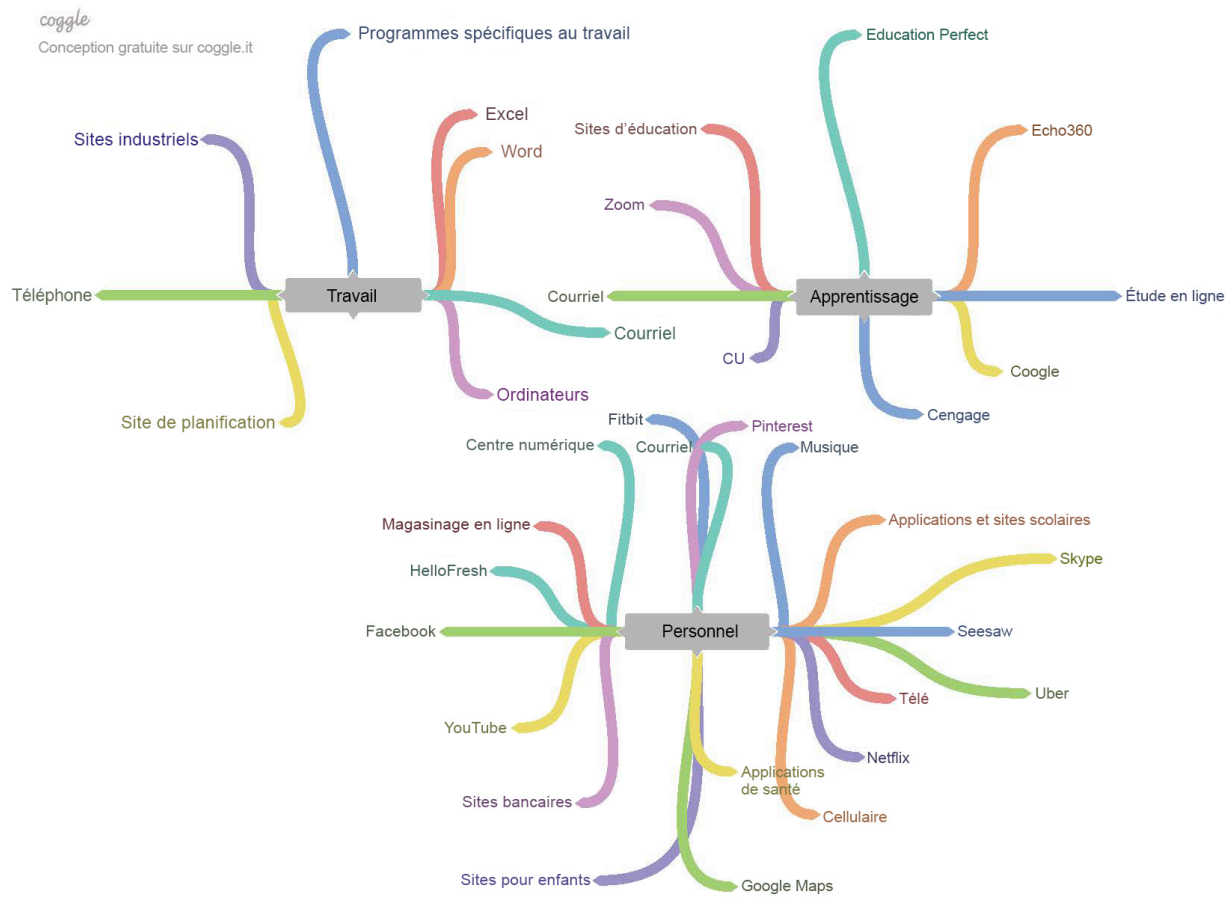 coggle
Conception gratuite sur coggle.it
Programmes spécifiques au travail
Sites industriels
Excel
Word
Téléphone
Travail
Courriel
Ordinateurs
Site de planification
Education Perfect
Sites d'éducation
Echo360
Zoom
Courriel
Apprentissage
Étude en ligne
CU
Coogle
Cengage
Fitbit
Pinterest
Centre numérique
Courriel
Musique
Magasinage en ligne
Applications et sites scolaires
HelloFresh
Skype
Facebook
Personnel
Seesaw
Uber
Télé
YouTube
Netflix
Applications
de santé
Sites bancaires
Cellulaire
Sites pour enfants
Google Maps